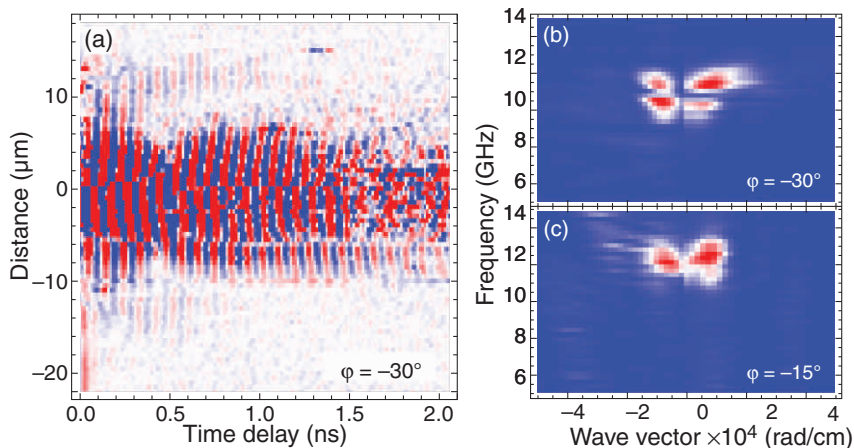 (a)
Distance (μm)
10
0
−10
−20
φ = −30°
0.0
0.5
1.0
1.5
2.0
Time delay (ns)
Frequency (GHz)
(b)
14
12
10
8
6
φ = −30°
(c)
14
12
10
8
6
φ = −15°
−4
−2
0
2
4
Wave vector ×10⁴ (rad/cm)